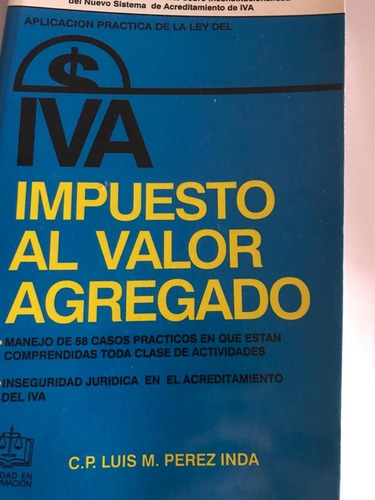 del Nuevo Sistema de Acreditamiento de IVA
APLICACION PRACTICA DE LA LEY DEL
$
IVA
IMPUESTO
AL VALOR
AGREGADO
• MANEJO DE 58 CASOS PRACTICOS EN QUE ESTAN
COMPRENDIDAS TODA CLASE DE ACTIVIDADES
• INSEGURIDAD JURIDICA EN EL ACREDITAMIENTO
DEL IVA
C.P. LUIS M. PEREZ INDA